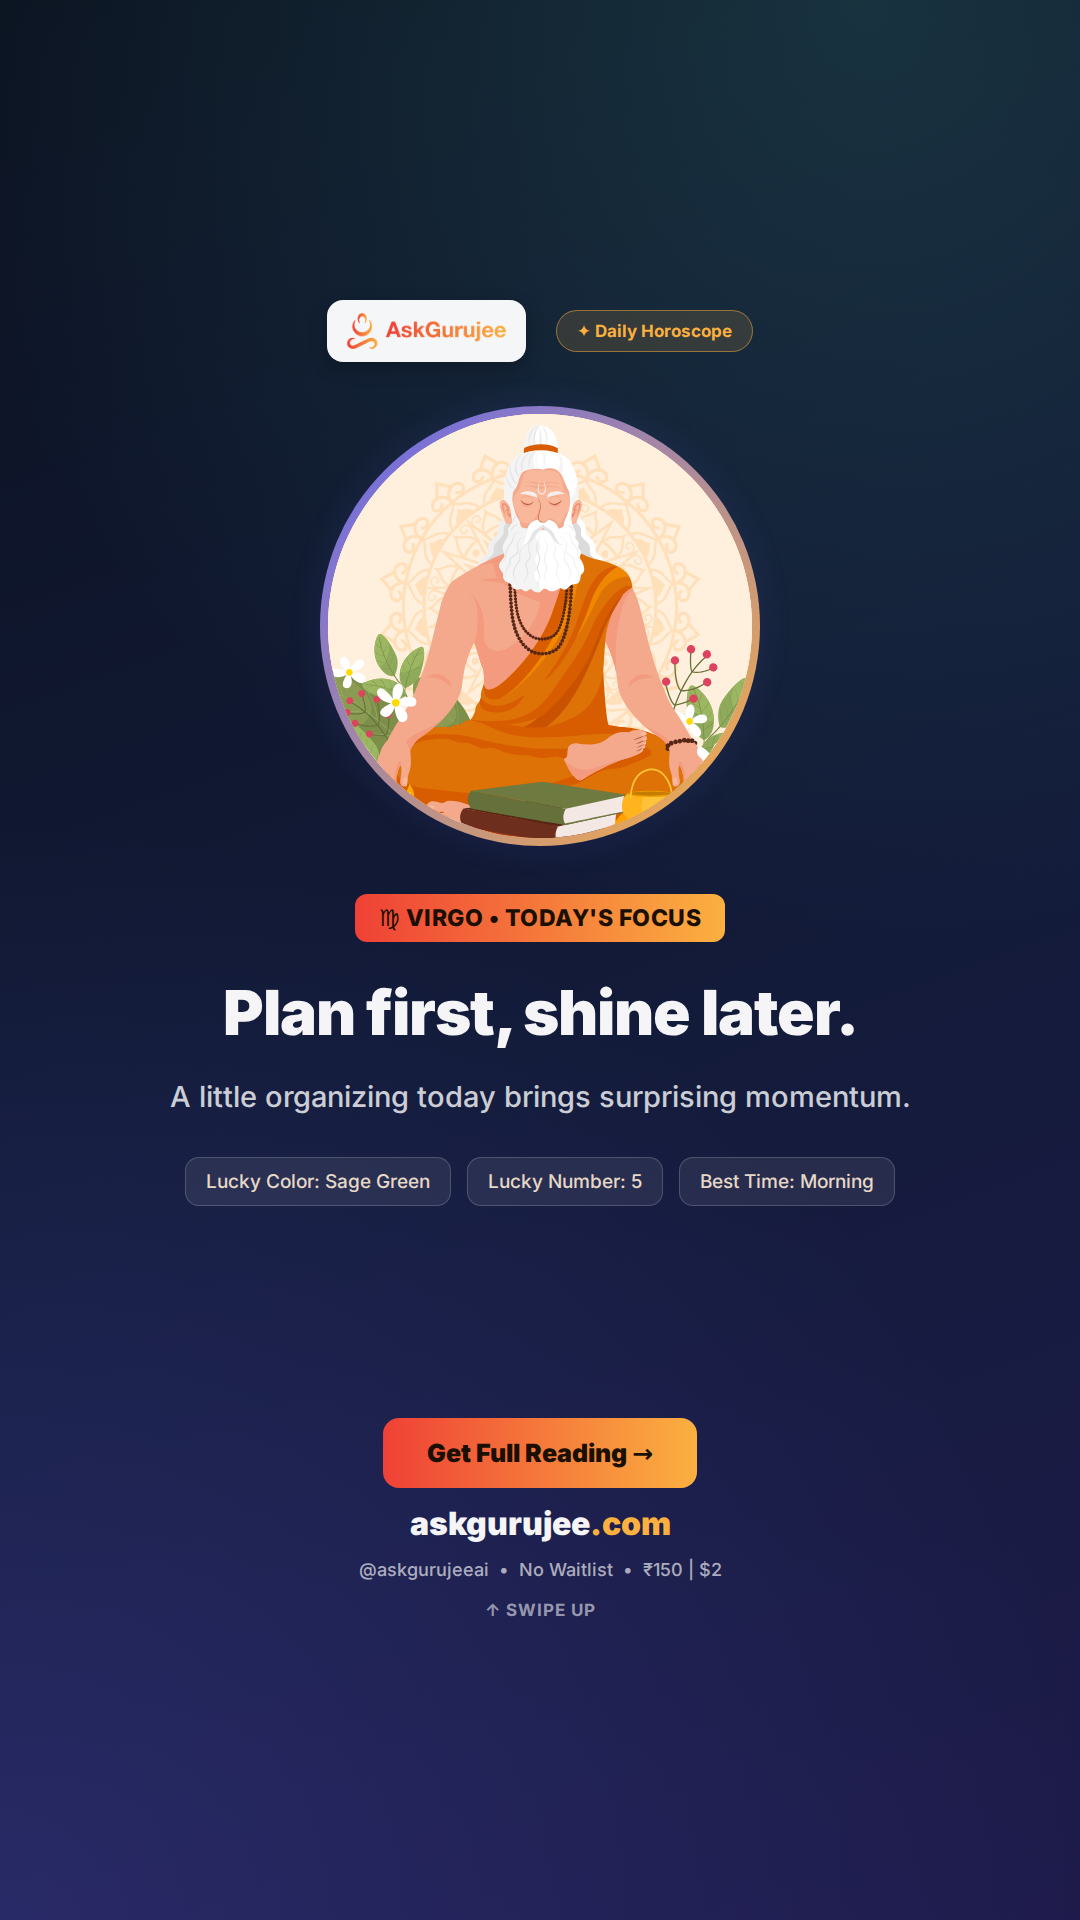 AskGurujee
✦ Daily Horoscope
♍ VIRGO • TODAY'S FOCUS
Plan first, shine later.
A little organizing today brings surprising momentum.
Lucky Color: Sage Green
Lucky Number: 5
Best Time: Morning
Get Full Reading →
askgurujee.com
@askgurujeeai • No Waitlist • ₹150 | $2
↑ SWIPE UP